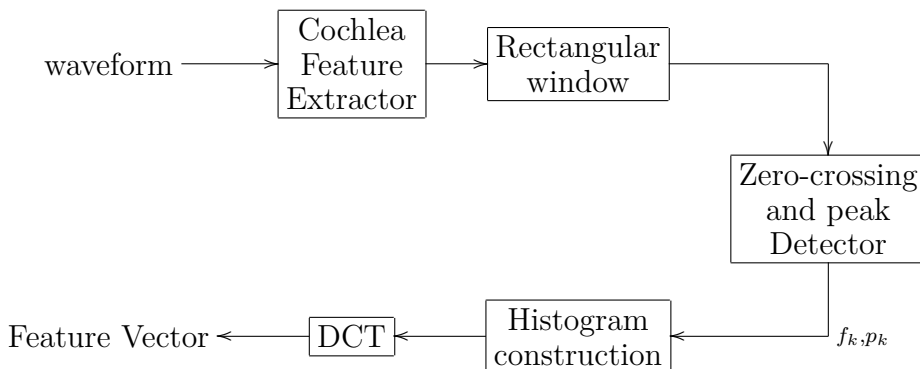 waveform
Cochlea
Feature
Extractor
Rectangular
window
Zero-crossing
and peak
Detector
f_k,p_k
Histogram
construction
DCT
Feature Vector